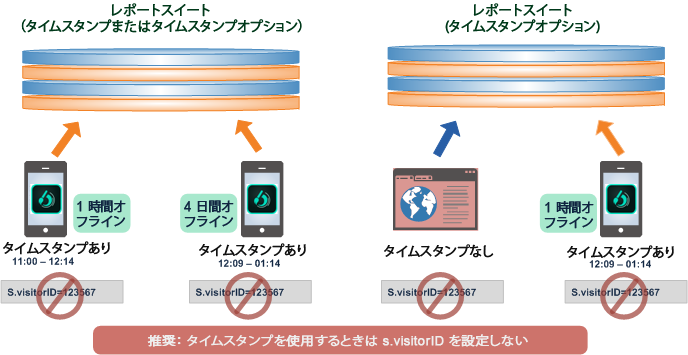 レポートスイート
（タイムスタンプまたはタイムスタンプオプション）
1 時間オ
フライン
4 日間オ
フライン
タイムスタンプあり
11:00 – 12:14
タイムスタンプあり
12:09 – 01:14
S.visitorID=123567
S.visitorID=123567
レポートスイート
(タイムスタンプオプション)
1 時間オ
フライン
タイムスタンプなし
タイムスタンプあり
12:09 – 01:14
S.visitorID=123567
S.visitorID=123567
推奨： タイムスタンプを使用するときは s.visitorID を設定しない